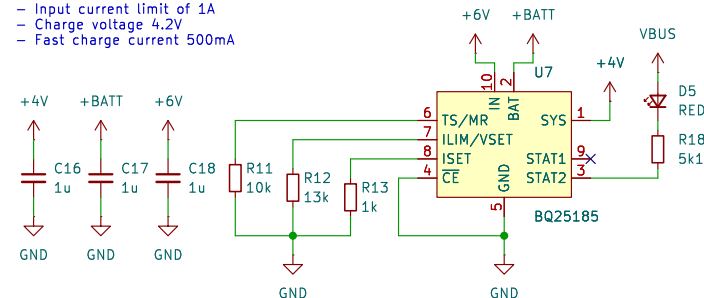 - Input current limit of 1A
- Charge voltage 4.2V
- Fast charge current 500mA
+6V
+BATT
VBUS
U7
+4V
10
IN
2
BAT
D5
RED
+4V
+BATT
+6V
6
TS/MR
SYS
1
7
ILIM/VSET
R18
5k1
8
ISET
STAT1
9
4
CE
GND
STAT2
3
C16
1u
C17
1u
C18
1u
R11
10k
R12
13k
R13
1k
5
BQ25185
GND
GND
GND
GND
GND